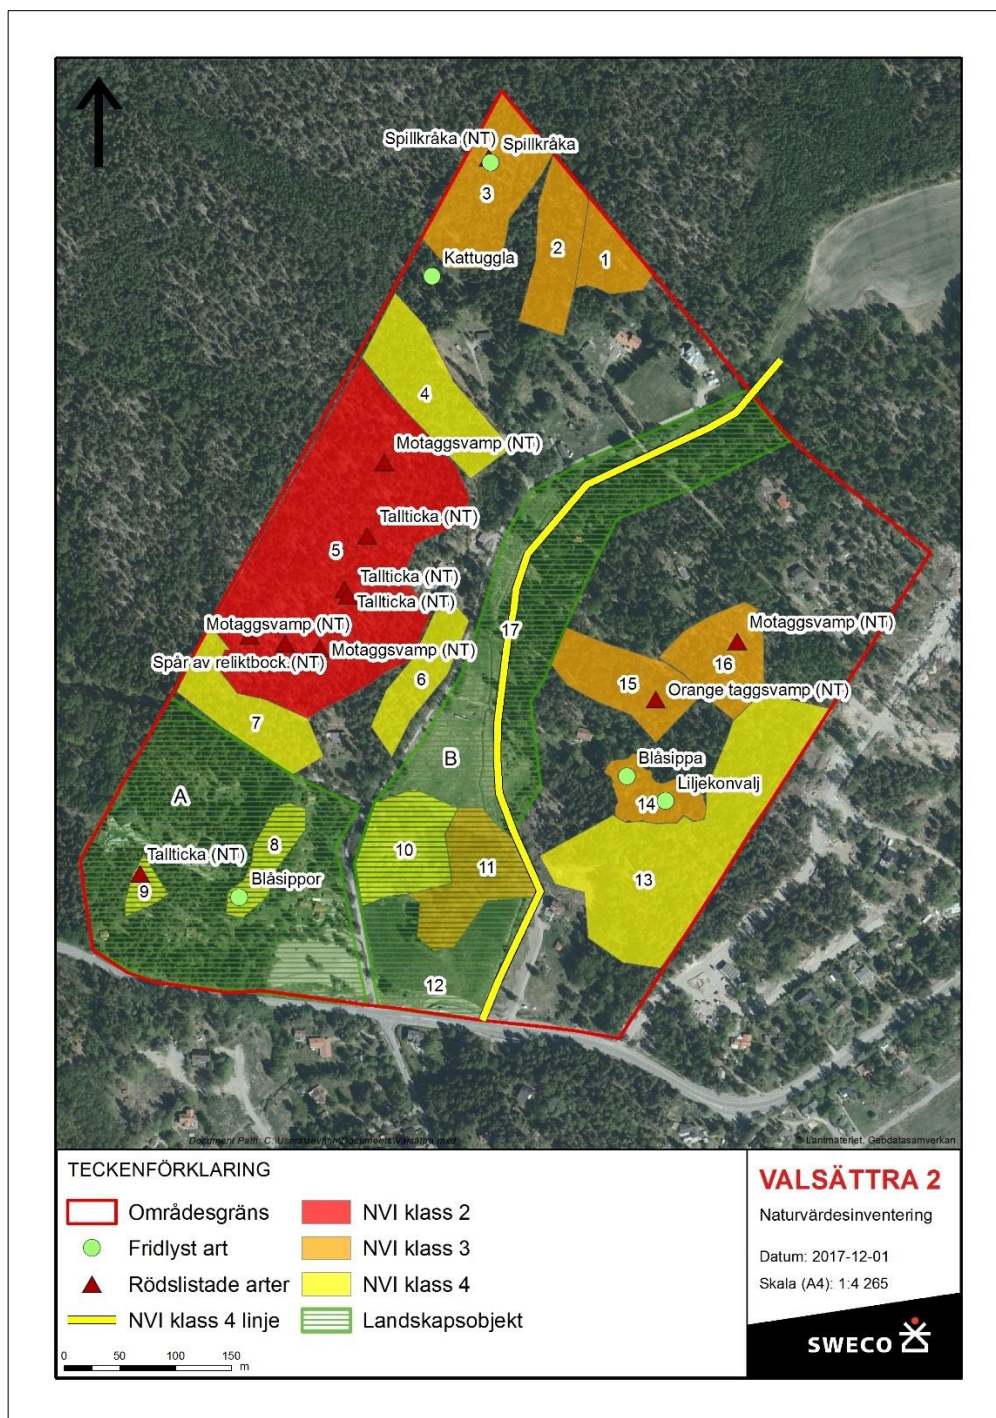 Spillkråka (NT)
Spillkråka
3
2
1
Kattuggla
4
Motaggsvamp (NT)
Tallticka (NT)
5
Tallticka (NT)
Tallticka (NT)
Motaggsvamp (NT)
Motaggsvamp (NT)
17
Spår av reliktbock.(NT)
Motaggsvamp (NT)
16
6
15
Orange taggsvamp (NT)
7
B
Blåsippa
Liljekonvalj
A
14
8
10
Tallticka (NT)
11
13
9
Blåsippor
12
© Lantmäteriet, Geodatasamverkan
TECKENFÖRKLARING
Områdesgräns
Fridlyst art
Rödslistade arter
NVI klass 4 linje
NVI klass 2
NVI klass 3
NVI klass 4
Landskapsobjekt
0 50 100 150
m
VALSÄTTRA 2
Naturvärdesinventering
Datum: 2017-12-01
Skala (A4): 1:4 265
SWECO